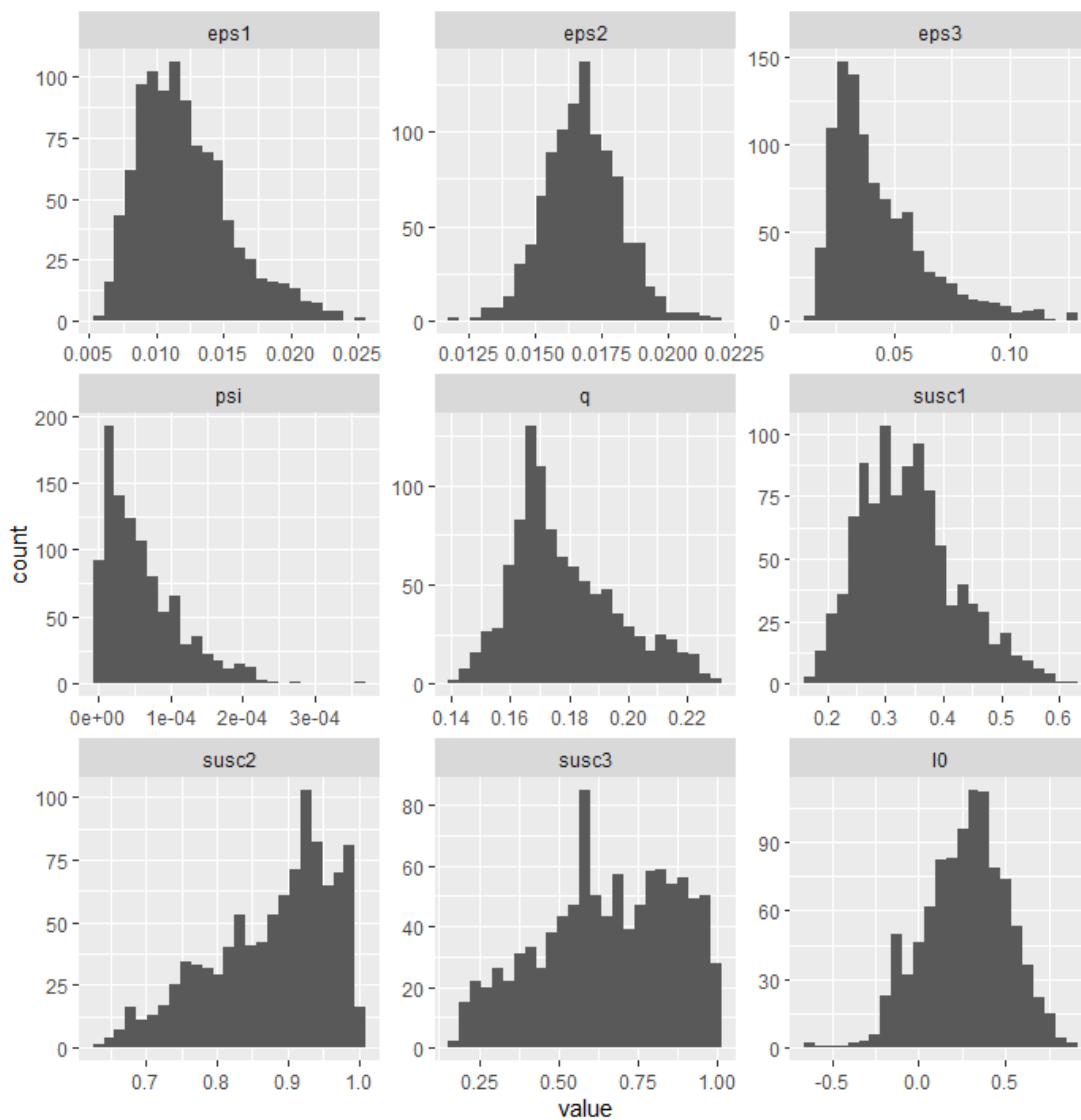 eps1 eps2 eps3
100 75 50 25 0
100 50 0
150 100 50 0
0.005 0.010 0.015 0.020 0.025
0.0125 0.0150 0.0175 0.0200 0.0225
0.05 0.10
psi q susc1
200 150 100 50 0
100 50 0
100 75 50 25 0
0e+00 1e-04 2e-04 3e-04
0.14 0.16 0.18 0.20 0.22
0.2 0.3 0.4 0.5 0.6
count
susc2 susc3 I0
100 75 50 25 0
80 60 40 20 0
90 60 30 0
0.7 0.8 0.9 1.0
0.25 0.50 0.75 1.00
-0.5 0.0 0.5
value